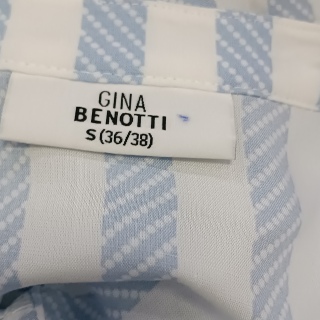 GINA
BENOTTI
S (36/38)